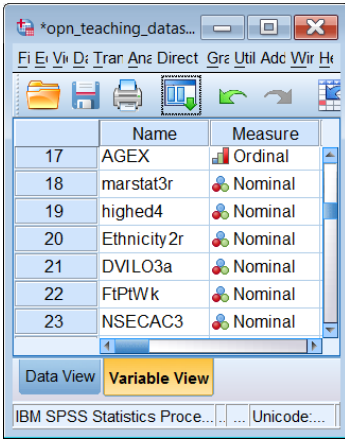 *opn_teaching_datas...
Fi Ei Vi Di Tran Ana Direct Gra Util Add Wir He
Name Measure
17 AGEX Ordinal
18 marstat3r Nominal
19 highed4 Nominal
20 Ethnicity2r Nominal
21 DVILO3a Nominal
22 FtPtWk Nominal
23 NSECAC3 Nominal
Data View Variable View
IBM SPSS Statistics Proce... .. ... Unicode:...